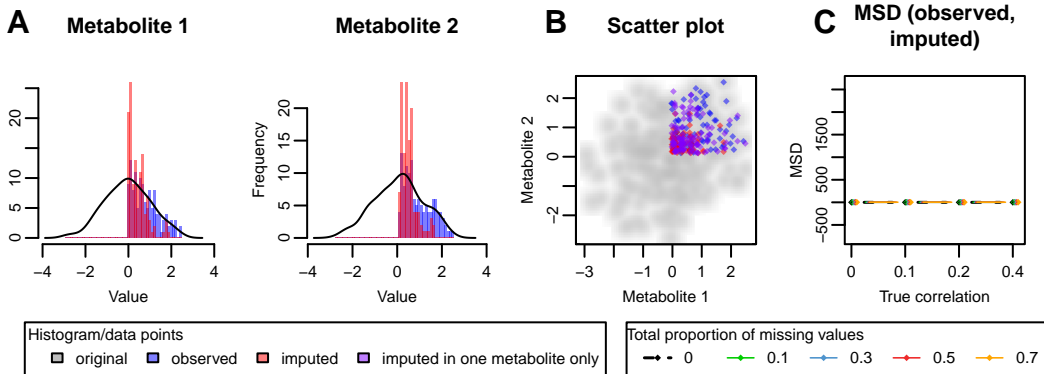 A
Metabolite 1
Metabolite 2
B
Scatter plot
C
MSD (observed,
imputed)
0 5 10 20
−4 −2 0 2 4
Value
Frequency
0 5 10 20
−4 −2 0 2 4
Value
Metabolite 2
−2 0 1 2
−3 −2 −1 0 1 2
Metabolite 1
MSD
−500 0 500 1500
0 0.1 0.2 0.4
True correlation
Histogram/data points
original observed imputed imputed in one metabolite only
Total proportion of missing values
0 0.1 0.3 0.5 0.7